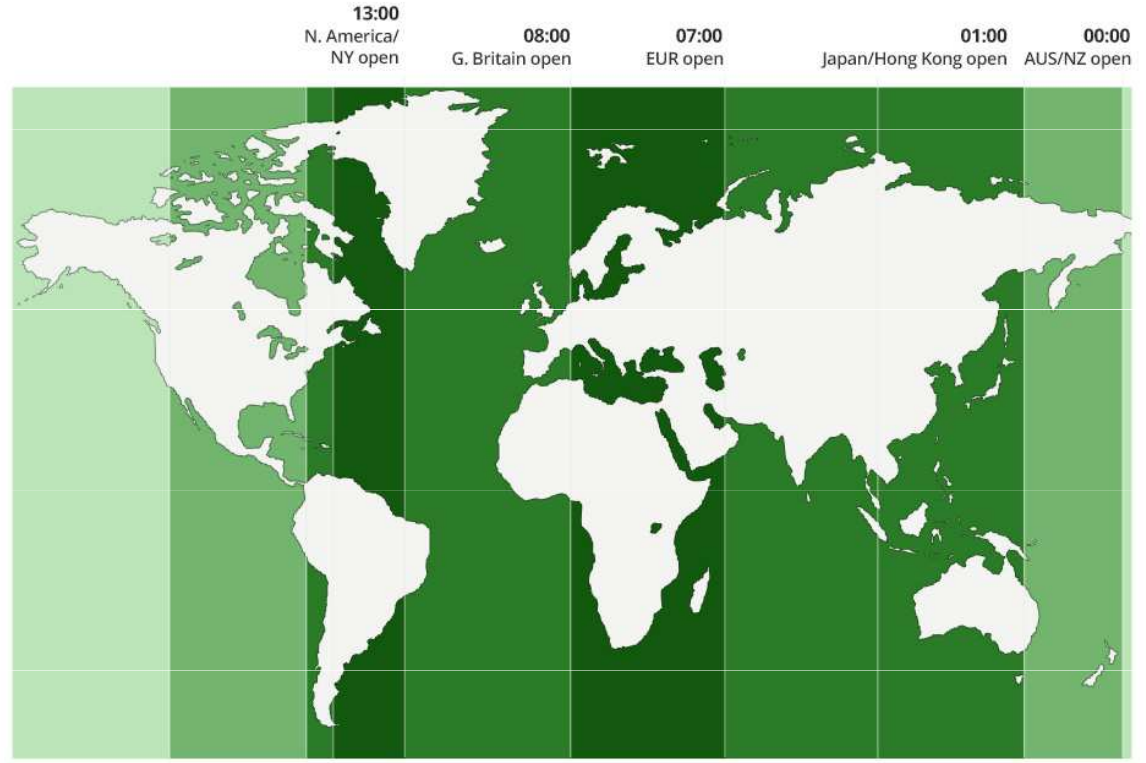 13:00
N. America/
NY open
08:00
G. Britain open
07:00
EUR open
01:00
Japan/Hong Kong open
00:00
AUS/NZ open